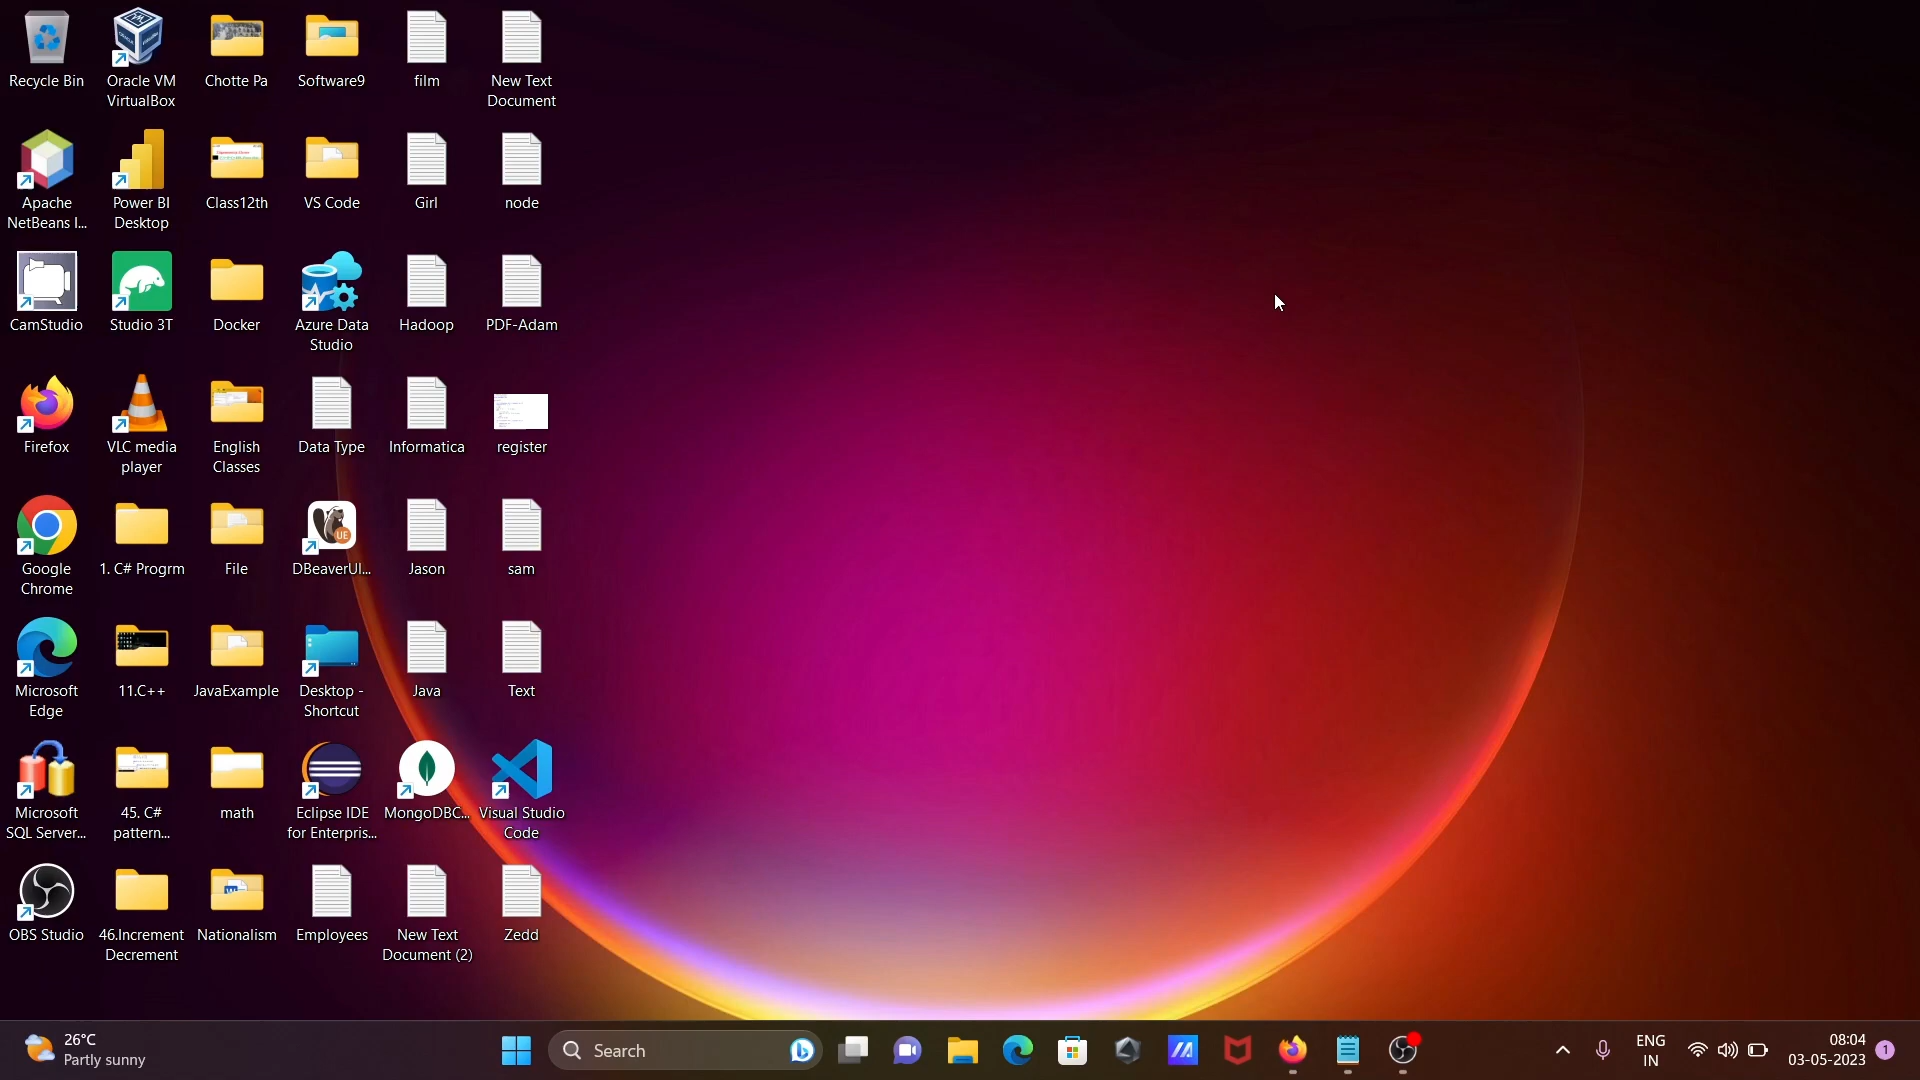 Recycle Bin
Oracle VM
VirtualBox
Chotte Pa
Software9
film
New Text
Document
Apache
NetBeans I...
Power BI
Desktop
Class12th
VS Code
Girl
node
CamStudio
Studio 3T
Docker
Azure Data
Studio
Hadoop
PDF-Adam
Firefox
VLC media
player
English
Classes
Data Type
Informatica
register
Google
Chrome
1. C# Progrm
File
UE
DBeaverUl...
Jason
sam
Microsoft
Edge
11.C++
JavaExample
Desktop -
Shortcut
Java
Text
Microsoft
SQL Server...
45. C#
pattern...
math
Eclipse IDE
for Enterpris...
MongoDBC...
Visual Studio
Code
OBS Studio
46.Increment
Decrement
Nationalism
Employees
New Text
Document (2)
Zedd
26°C
Partly sunny
Search
ENG
IN
08:04
03-05-2023
1